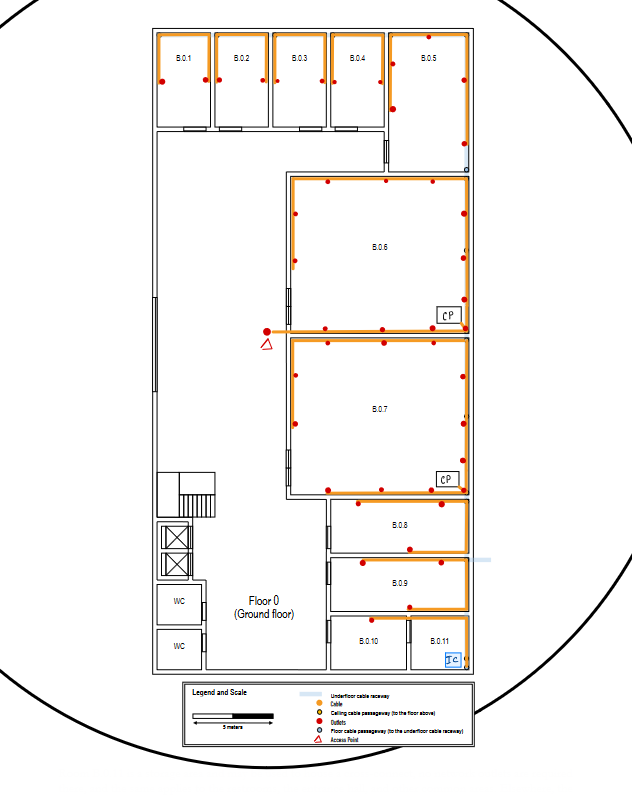 B.0.1
B.0.2
B.0.3
B.0.4
B.0.5
B.0.6
CP
B.0.7
CP
B.0.8
B.0.9
Floor 0
(Ground floor)
WC
B.0.10
B.0.11
WC
IC
Legend and Scale
5 meters
Underfloor cable raceway
Cable
Ceiling cable passageway (to the floor above)
Outlets
Floor cable passageway (to the underfloor cable raceway)
Access Point